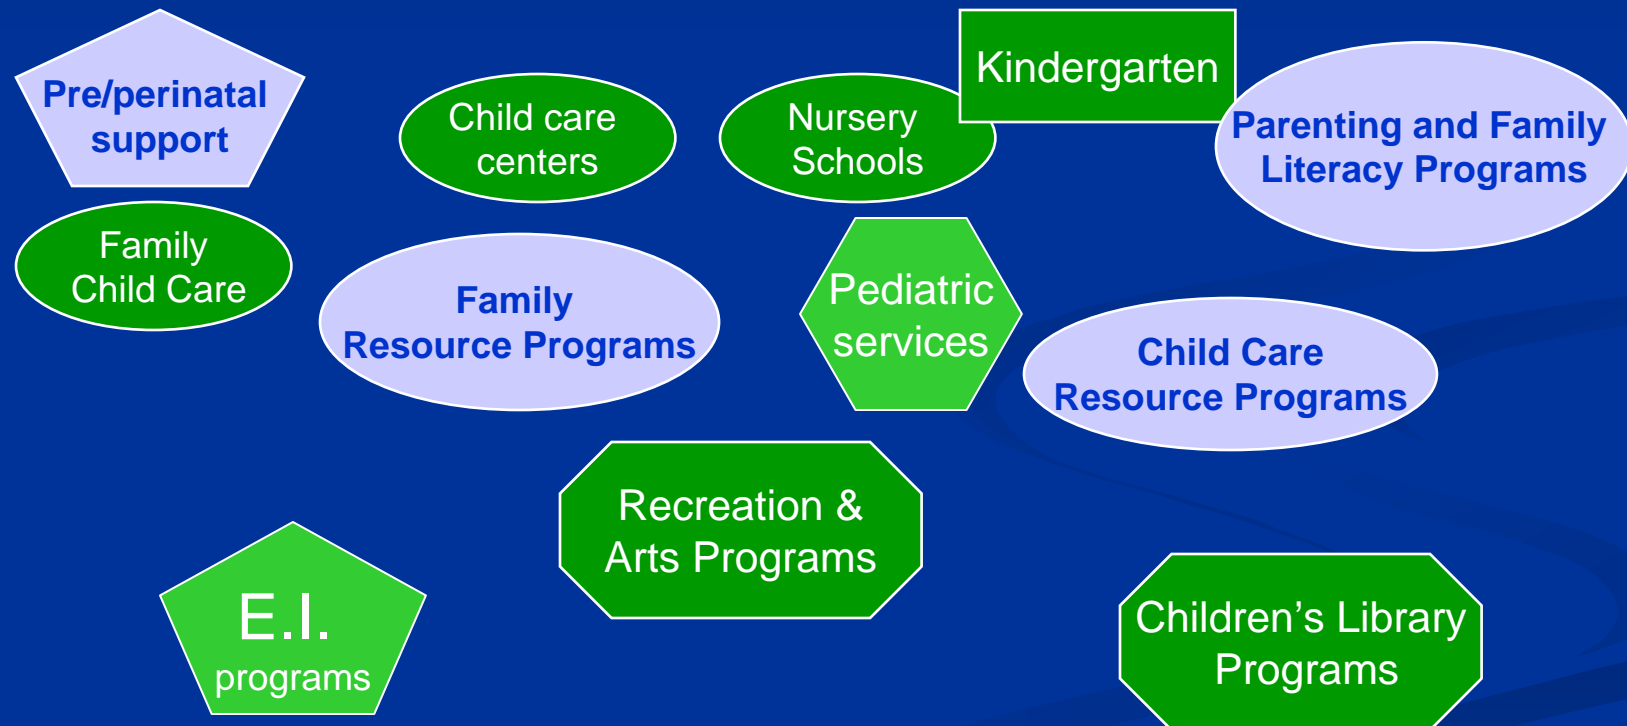 Pre/perinatal
support
Child care
centers
Nursery
Schools
Kindergarten
Parenting and Family
Literacy Programs
Family
Child Care
Family
Resource Programs
Pediatric
services
Child Care
Resource Programs
Recreation &
Arts Programs
E.I.
programs
Children's Library
Programs